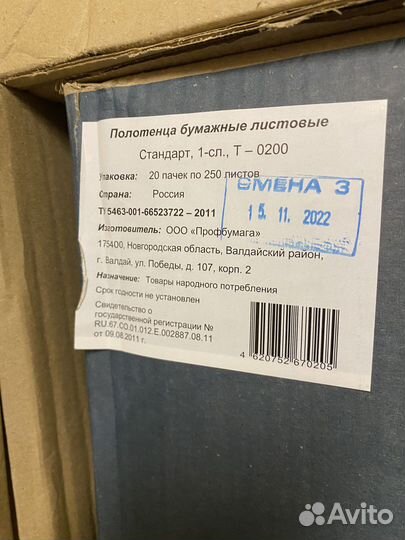 Полотенца бумажные листовые
Стандарт, 1-сл., Т – 0200
Упаковка: 20 пачек по 250 листов
Страна: Россия
СМЕНА 3
15. 11. 2022
ТУ 5463-001-66523722 – 2011
Изготовитель: ООО «Профбумага»
175400, Новгородская область, Валдайский район,
г. Валдай, ул. Победы, д. 107, корп. 2
Назначение: Товары народного потребления
Срок годности не установлен
Свидетельство о
государственной регистрации №
RU.67.CO.01.012.E.002887.08.11
от 09.08.2011 г.
4 620752 670205
Avito